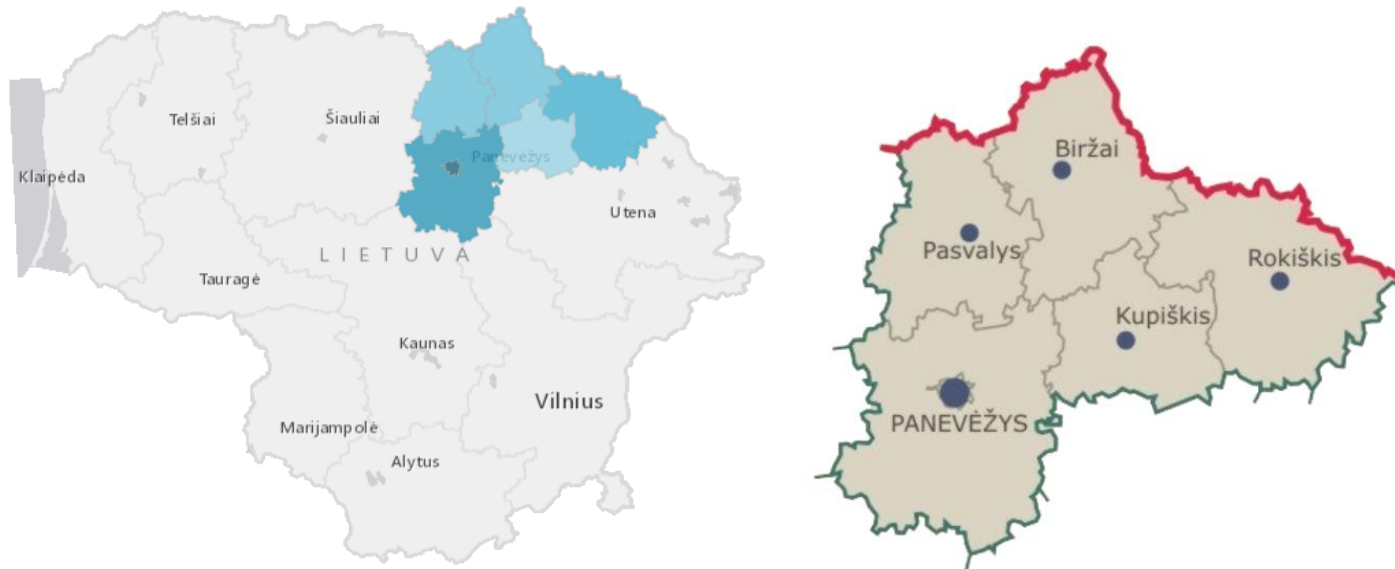 Telšiai
Šiauliai
Panevėžys
Klaipėda
Utena
LIETUVA
Tauragė
Kaunas
Vilnius
Marijampolė
Alytus
Biržai
Pasvalys
Rokiškis
Kupiškis
PANEVĖŽYS